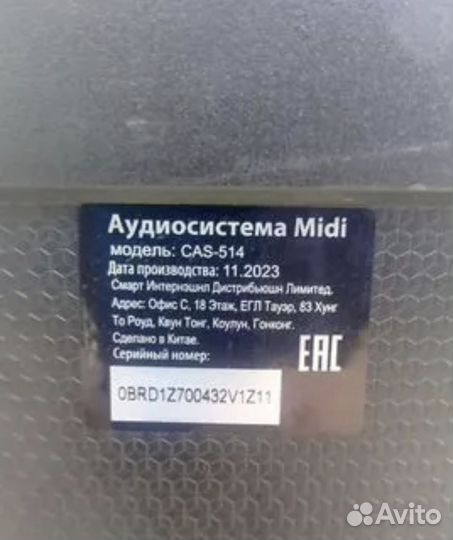 Аудиосистема Midi
модель: CAS-514
Дата производства: 11.2023
Смарт Интернэшнл Дистрибьюшн Лимитед.
Адрес: Офис С, 18 Этаж, ЕГЛ Тауэр, 83 Хунг
То Роуд, Квун Тонг, Коулун, Гонконг.
Сделано в Китае.
Серийный номер:
EAC
0BRD1Z700432V1Z11
Avito